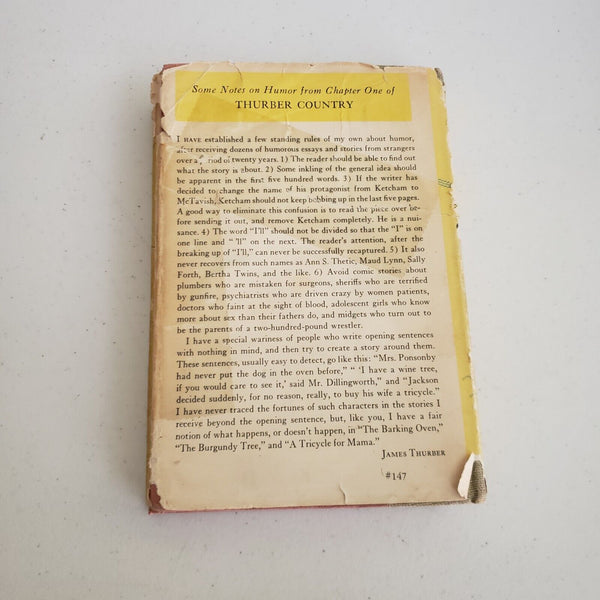 Some Notes on Humor from Chapter One of
THURBER COUNTRY
I HAVE established a few standing rules of my own about humor,
after receiving dozens of humorous essays and stories from strangers
over a period of twenty years. 1) The reader should be able to find out
what the story is about. 2) Some inkling of the general idea should
be apparent in the first five hundred words. 3) If the writer has
decided to change the name of his protagonist from Ketcham to
McTavish, Ketcham should not keep bobbing up in the last five pages.
A good way to eliminate this confusion is to read the piece over be-
fore sending it out, and remove Ketcham completely. He is a nui-
sance. 4) The word "I'll" should not be divided so that the "I" is on
one line and " 'll" on the next. The reader's attention, after the
breaking up of "I'll," can never be successfully recaptured. 5) It also
never recovers from such names as Ann S. Thetic, Maud Lynn, Sally
Forth, Bertha Twins, and the like. 6) Avoid comic stories about
plumbers who are mistaken for surgeons, sheriffs who are terrified
by gunfire, psychiatrists who are driven crazy by women patients,
doctors who faint at the sight of blood, adolescent girls who know
more about sex than their fathers do, and midgets who turn out to
be the parents of a two-hundred-pound wrestler.
I have a special wariness of people who write opening sentences
with nothing in mind, and then try to create a story around them.
These sentences, usually easy to detect, go like this: "Mrs. Ponsonby
had never put the dog in the oven before," " 'I have a wine tree,
if you would care to see it,' said Mr. Dillingworth," and "Jackson
decided suddenly, for no reason, really, to buy his wife a tricycle."
I have never traced the fortunes of such characters in the stories I
receive beyond the opening sentence, but, like you, I have a fair
notion of what happens, or doesn't happen, in "The Barking Oven,"
"The Burgundy Tree," and "A Tricycle for Mama."
JAMES THURBER
#147